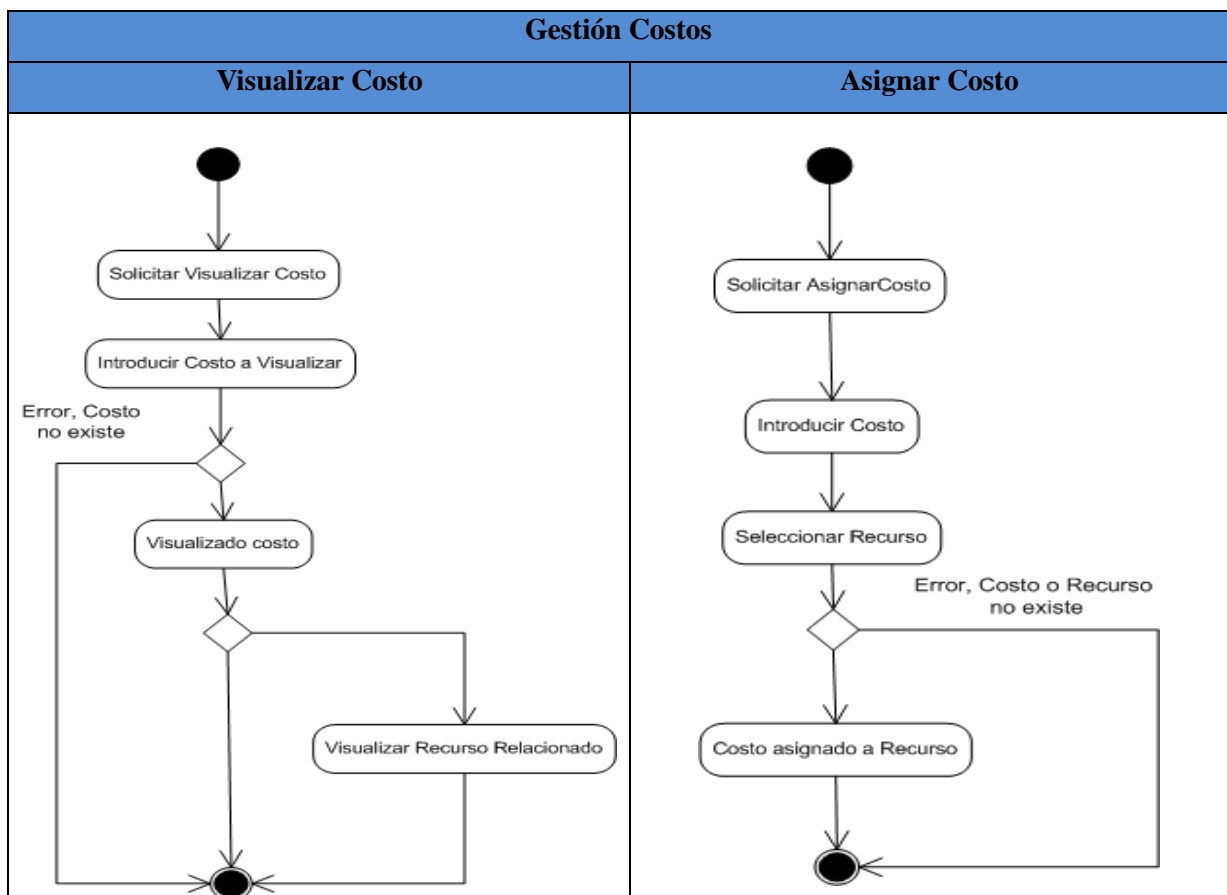 Gestión Costos
Visualizar Costo
Asignar Costo
Solicitar Visualizar Costo
Introducir Costo a Visualizar
Error, Costo
no existe
Visualizado costo
Visualizar Recurso Relacionado
Solicitar AsignarCosto
Introducir Costo
Seleccionar Recurso
Error, Costo o Recurso
no existe
Costo asignado a Recurso